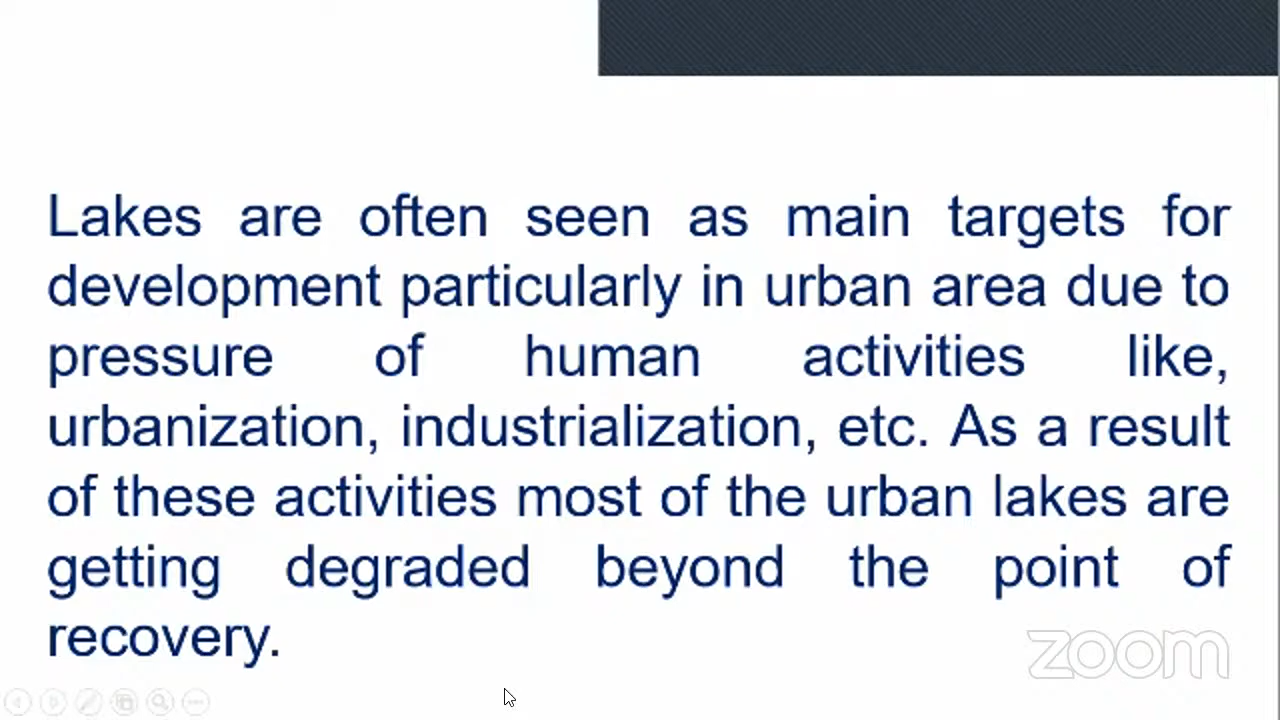 Lakes are often seen as main targets for
development particularly in urban area due to
pressure of human activities like,
urbanization, industrialization, etc. As a result
of these activities most of the urban lakes are
getting degraded beyond the point of
recovery.
zoom